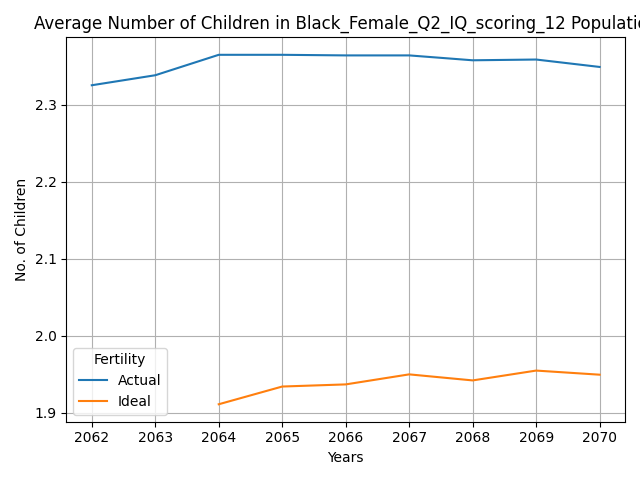 Average Number of Children in Black_Female_Q2_IQ_scoring_12 Populati
No. of Children
2.3
2.2
2.1
2.0
1.9
Fertility
Actual
Ideal
2062 2063 2064 2065 2066 2067 2068 2069 2070
Years